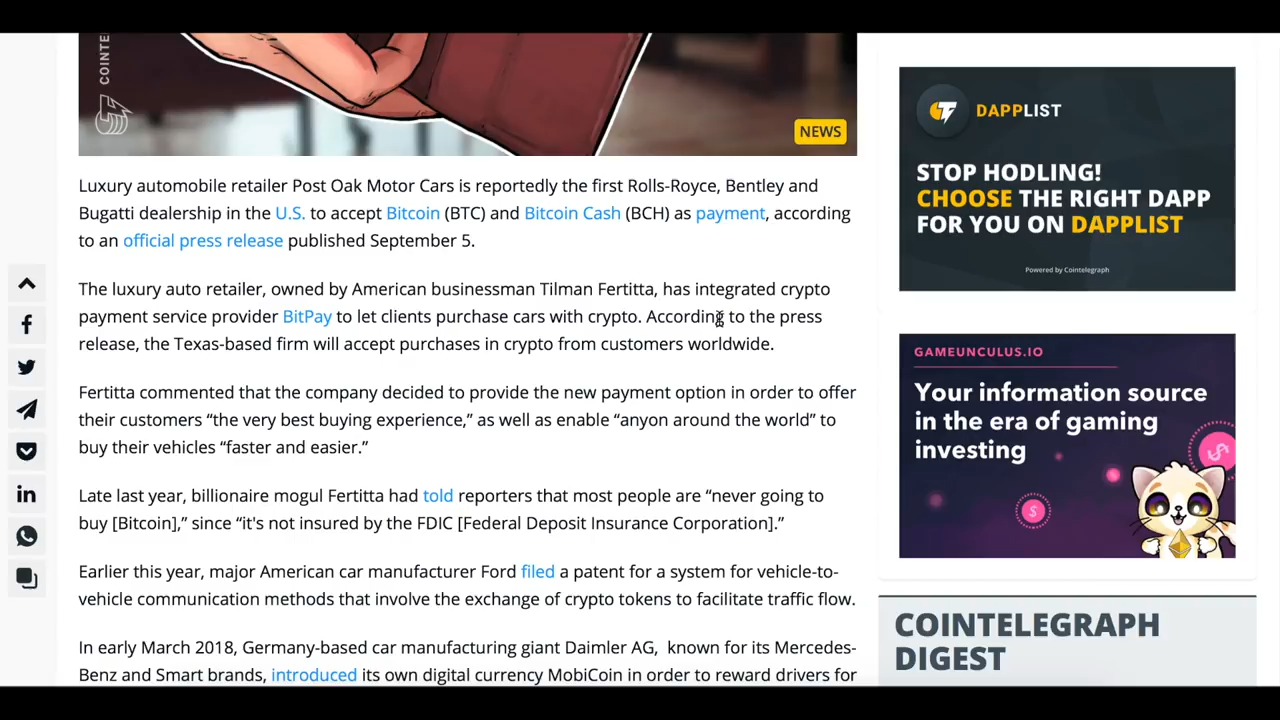 COINTE
NEWS
Luxury automobile retailer Post Oak Motor Cars is reportedly the first Rolls-Royce, Bentley and
Bugatti dealership in the U.S. to accept Bitcoin (BTC) and Bitcoin Cash (BCH) as payment, according
to an official press release published September 5.
The luxury auto retailer, owned by American businessman Tilman Fertitta, has integrated crypto
payment service provider BitPay to let clients purchase cars with crypto. According to the press
release, the Texas-based firm will accept purchases in crypto from customers worldwide.
Fertitta commented that the company decided to provide the new payment option in order to offer
their customers “the very best buying experience,” as well as enable “anyon around the world” to
buy their vehicles “faster and easier.”
Late last year, billionaire mogul Fertitta had told reporters that most people are “never going to
buy [Bitcoin],” since “it's not insured by the FDIC [Federal Deposit Insurance Corporation].”
Earlier this year, major American car manufacturer Ford filed a patent for a system for vehicle-to-
vehicle communication methods that involve the exchange of crypto tokens to facilitate traffic flow.
In early March 2018, Germany-based car manufacturing giant Daimler AG, known for its Mercedes-
Benz and Smart brands, introduced its own digital currency MobiCoin in order to reward drivers for
DAPPLIST
STOP HODLING!
CHOOSE THE RIGHT DAPP
FOR YOU ON DAPPLIST
Powered by Cointelegraph
GAMEUNCULUS.IO
Your information source
in the era of gaming
investing
COINTELEGRAPH
DIGEST